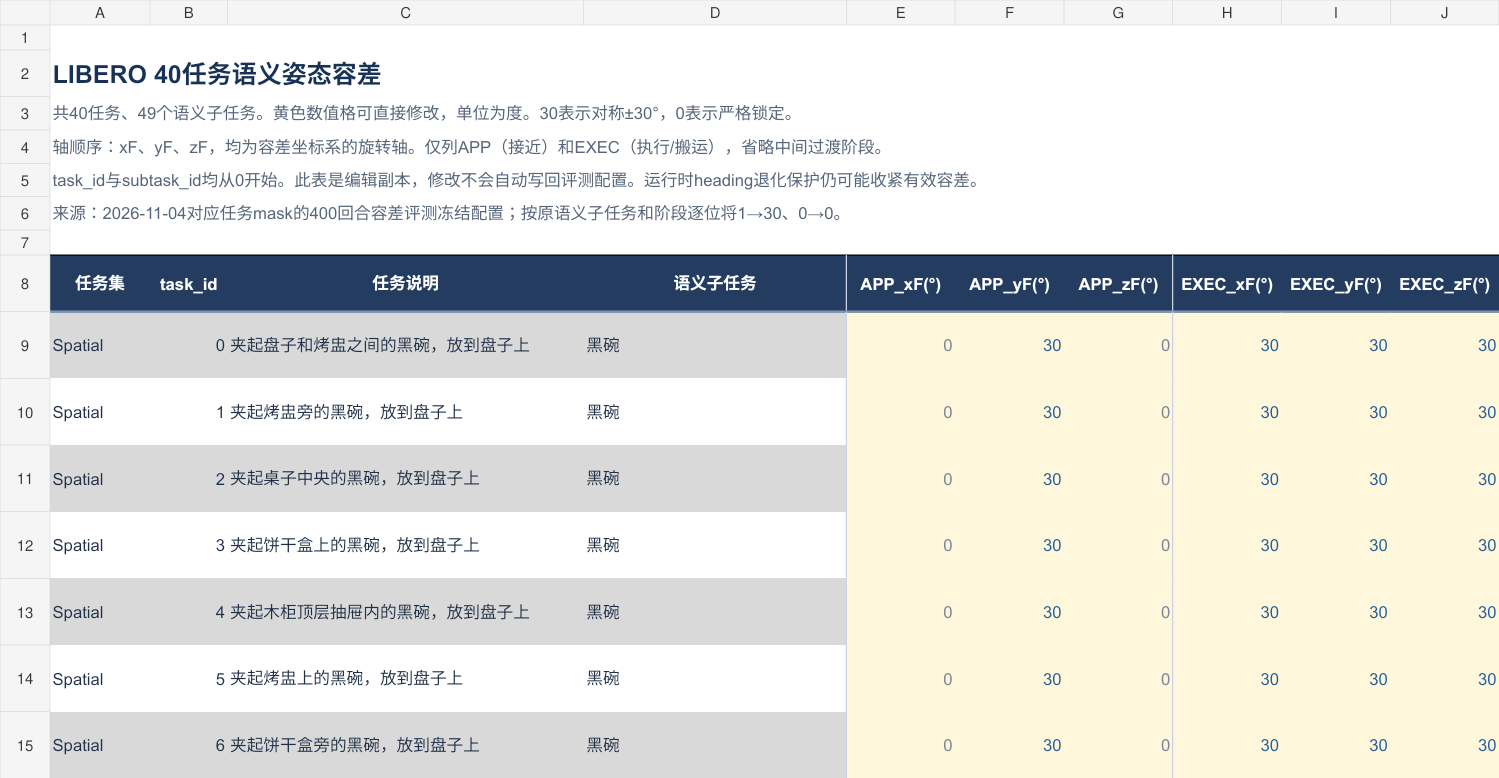 A B C D E F G H I J
1
2 LIBERO 40任务语义姿态容差
3 共40任务、49个语义子任务。黄色数值格可直接修改，单位为度。30表示对称±30°，0表示严格锁定。
4 轴顺序：xF、yF、zF，均为容差坐标系的旋转轴。仅列APP（接近）和EXEC（执行/搬运），省略中间过渡阶段。
5 task_id与subtask_id均从0开始。此表是编辑副本，修改不会自动写回评测配置。运行时heading退化保护仍可能收紧有效容差。
6 来源：2026-11-04对应任务mask的400回合容差评测冻结配置；按原语义子任务和阶段逐位将1→30、0→0。
7
8 任务集 task_id 任务说明 语义子任务 APP_xF(°) APP_yF(°) APP_zF(°) EXEC_xF(°) EXEC_yF(°) EXEC_zF(°)
9 Spatial 0 夹起盘子和烤盅之间的黑碗，放到盘子上 黑碗 0 30 0 30 30 30
10 Spatial 1 夹起烤盅旁的黑碗，放到盘子上 黑碗 0 30 0 30 30 30
11 Spatial 2 夹起桌子中央的黑碗，放到盘子上 黑碗 0 30 0 30 30 30
12 Spatial 3 夹起饼干盒上的黑碗，放到盘子上 黑碗 0 30 0 30 30 30
13 Spatial 4 夹起木柜顶层抽屉内的黑碗，放到盘子上 黑碗 0 30 0 30 30 30
14 Spatial 5 夹起烤盅上的黑碗，放到盘子上 黑碗 0 30 0 30 30 30
15 Spatial 6 夹起饼干盒旁的黑碗，放到盘子上 黑碗 0 30 0 30 30 30